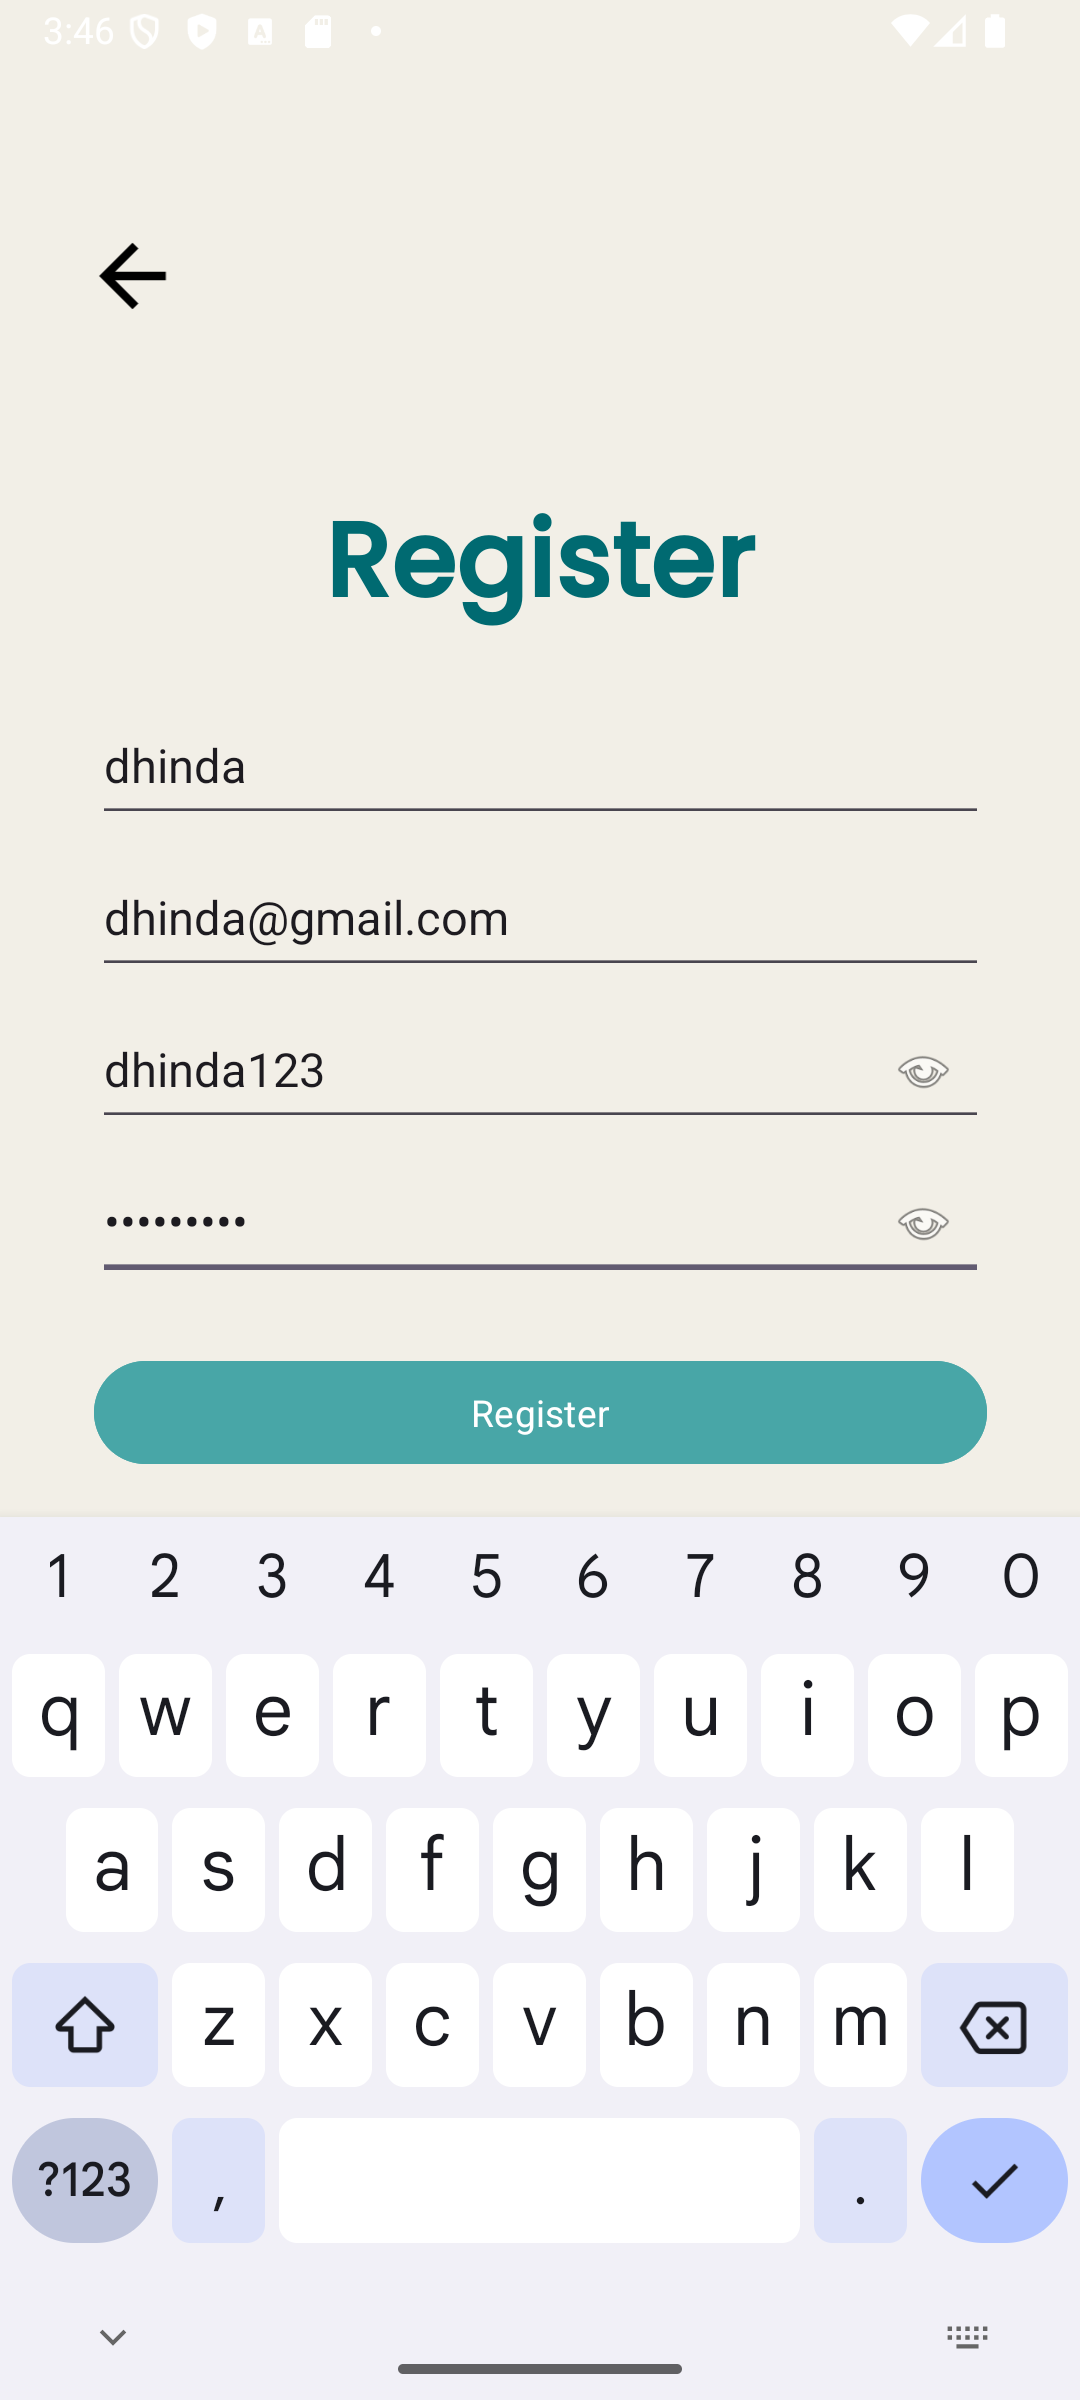 3:46
Register
dhinda
dhinda@gmail.com
dhinda123
•••••••••
Register
1 2 3 4 5 6 7 8 9 0
q w e r t y u i o p
a s d f g h j k l
z x c v b n m
?123 , .